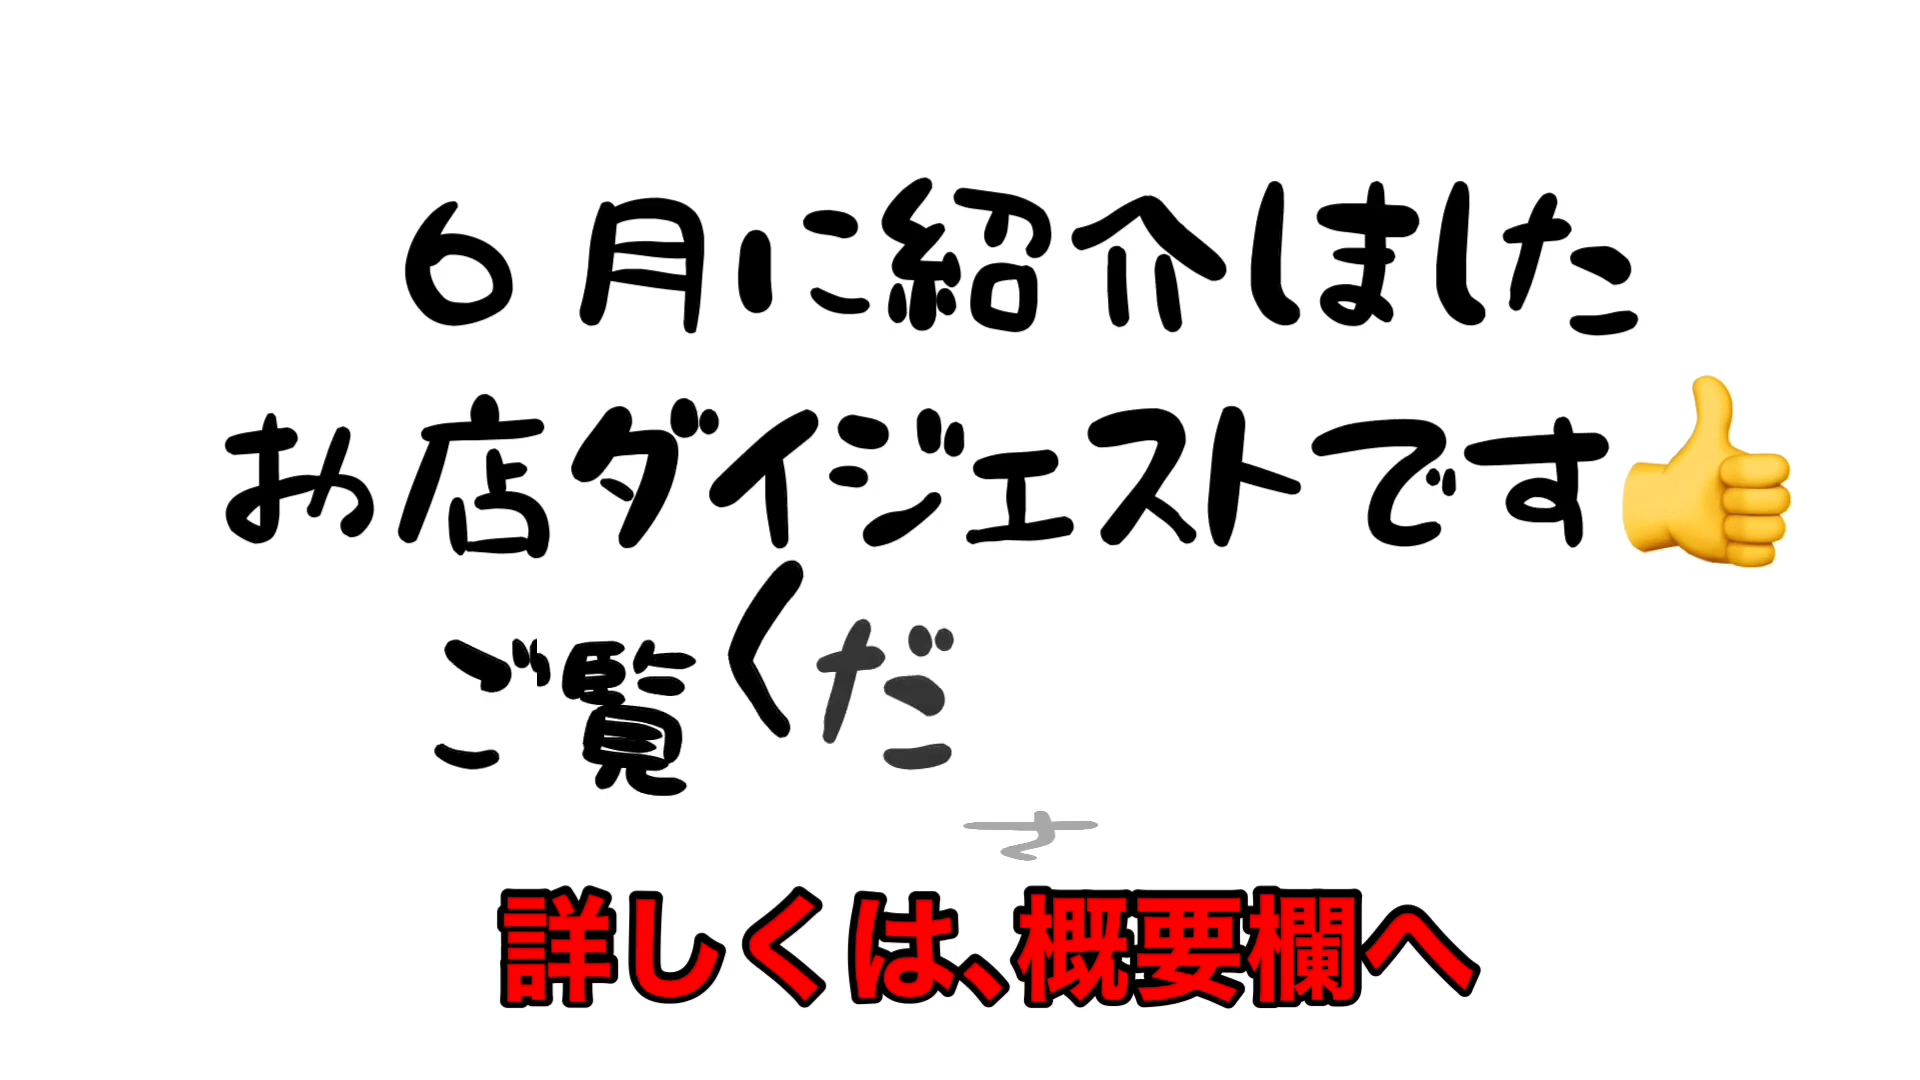 6月に紹介しました
お店ダイジェストです👍
ご覧くださ
詳しくは、概要欄へ